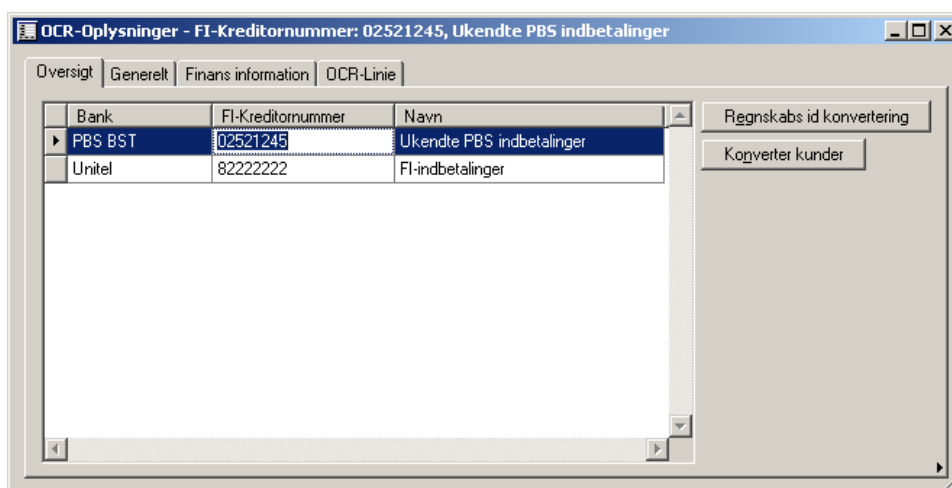 OCR-Oplysninger - FI-Kreditornummer: 02521245, Ukendte PBS indbetalinger
Oversigt Generelt Finans information OCR-Linie
Bank FI-Kreditornummer Navn
PBS BST 02521245 Ukendte PBS indbetalinger
Unitel 82222222 FI-indbetalinger
Regnskabs id konvertering
Konverter kunder